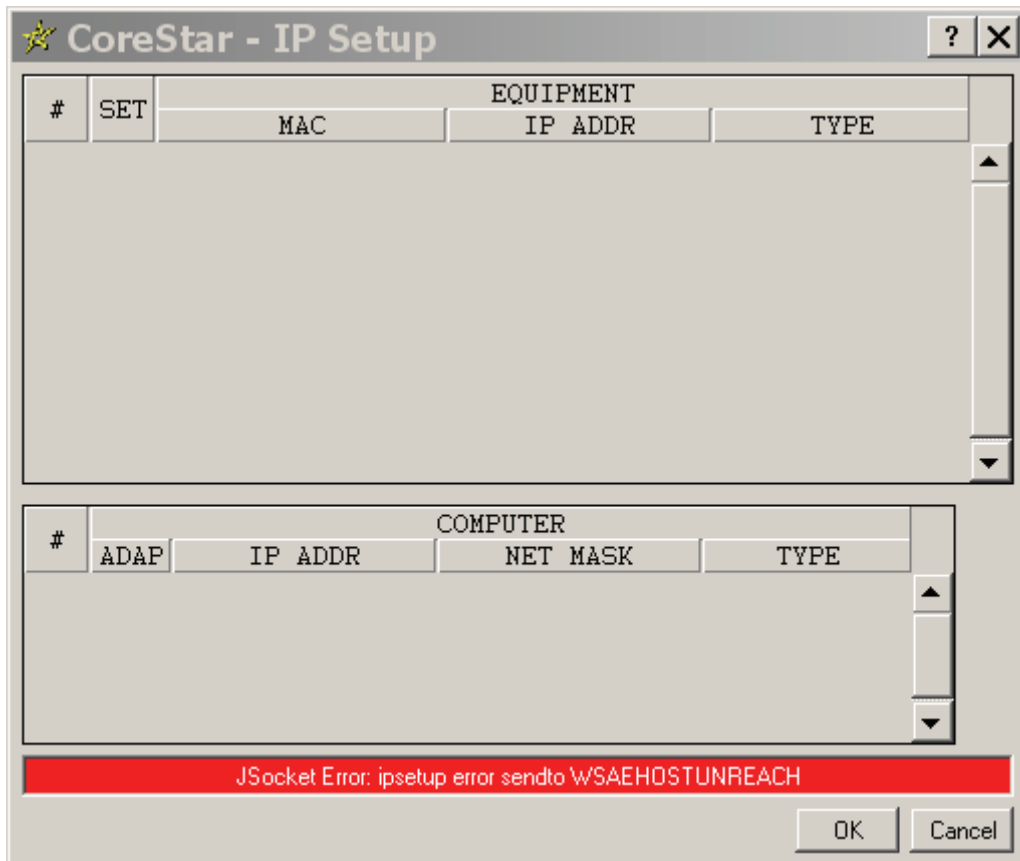 CoreStar - IP Setup
?
# SET EQUIPMENT
MAC IP ADDR TYPE
# COMPUTER
ADAP IP ADDR NET MASK TYPE
JSocket Error: ipsetup error sendto WSAEHOSTUNREACH
OK Cancel